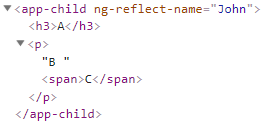 ▼<app-child ng-reflect-name="John">
<h3>A</h3>
▼<p>
"B "
<span>C</span>
</p>
</app-child>